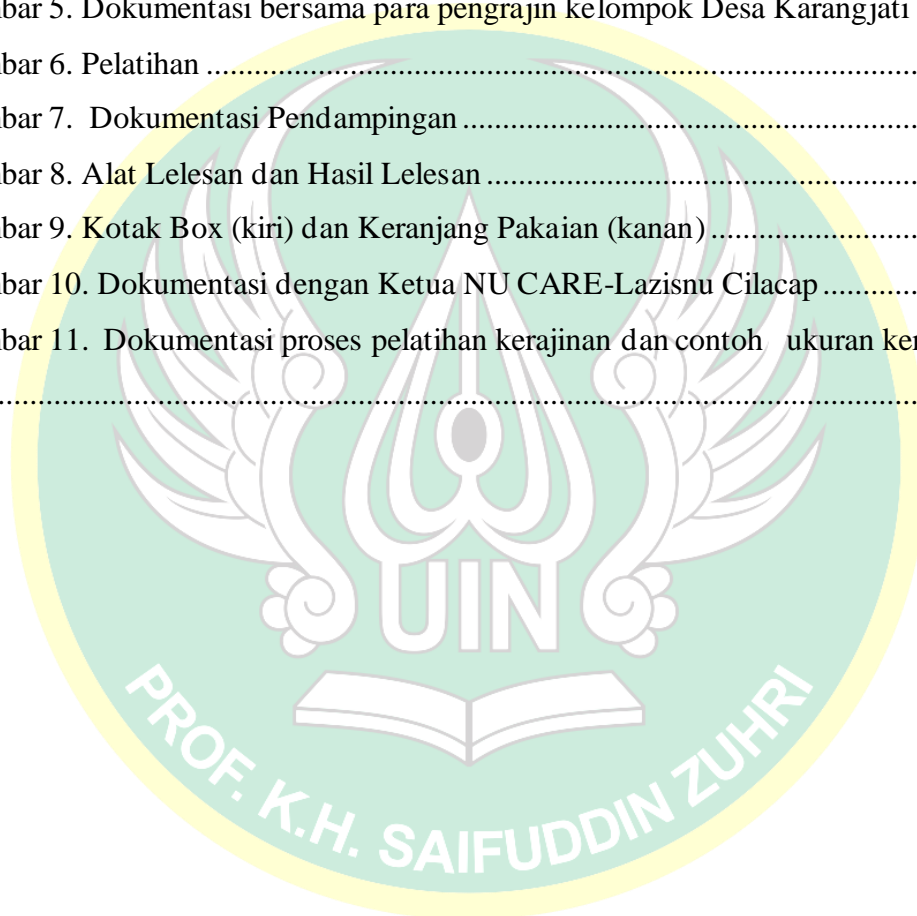 bar 5. Dokumentasi bersama para pengrajin kelompok Desa Karangjati
bar 6. Pelatihan ........................................................................................................
bar 7. Dokumentasi Pendampingan ................................................................
bar 8. Alat Lelesan dan Hasil Lelesan ............................................................
bar 9. Kotak Box (kiri) dan Keranjang Pakaian (kanan) .............................
bar 10. Dokumentasi dengan Ketua NU CARE-Lazisnu Cilacap .............
bar 11. Dokumentasi proses pelatihan kerajinan dan contoh ukuran ker
.........................................................................................................................................
UIN
PROF. K.H. SAIFUDDIN ZUHRI